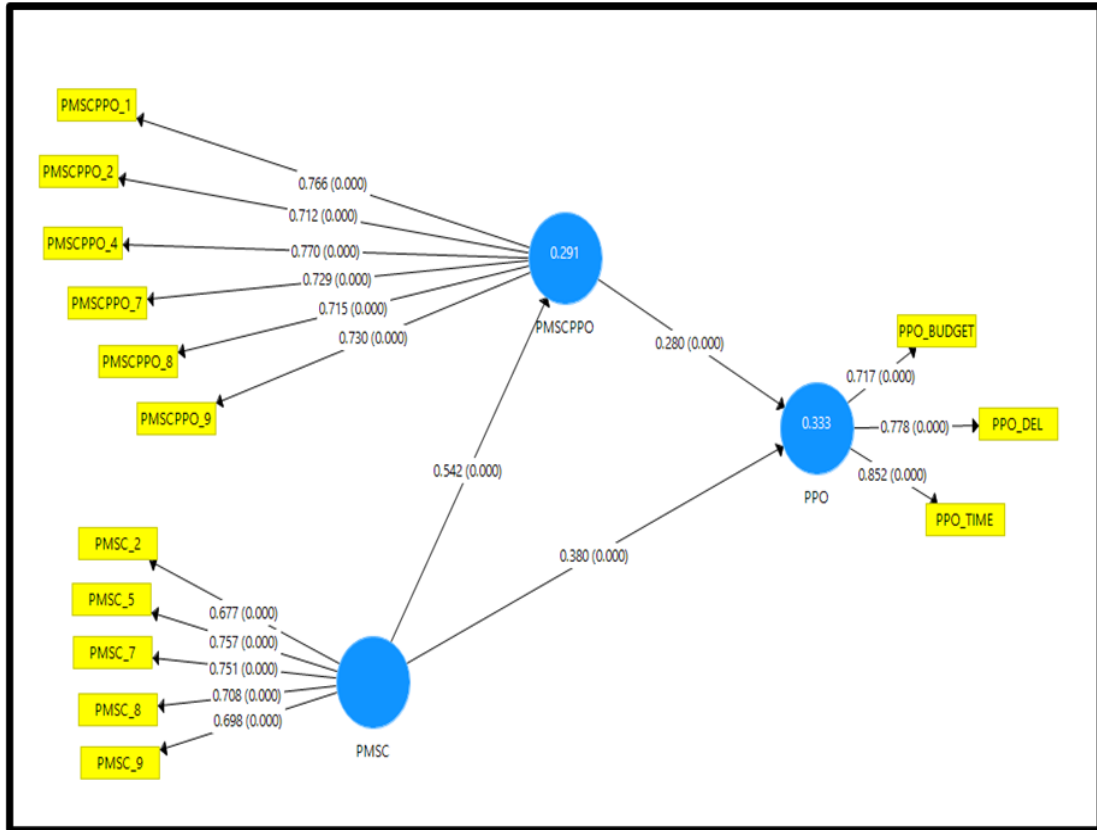 PMSCPPO_1
PMSCPPO_2
PMSCPPO_4
PMSCPPO_7
PMSCPPO_8
PMSCPPO_9
0.766 (0.000)
0.712 (0.000)
0.770 (0.000)
0.729 (0.000)
0.715 (0.000)
0.730 (0.000)
0.291
PMSCPPO
0.280 (0.000)
0.542 (0.000)
0.380 (0.000)
0.333
PPO
PPO_BUDGET
0.717 (0.000)
0.778 (0.000)
PPO_DEL
0.852 (0.000)
PPO_TIME
PMSC_2
PMSC_5
PMSC_7
PMSC_8
PMSC_9
0.677 (0.000)
0.757 (0.000)
0.751 (0.000)
0.708 (0.000)
0.698 (0.000)
PMSC